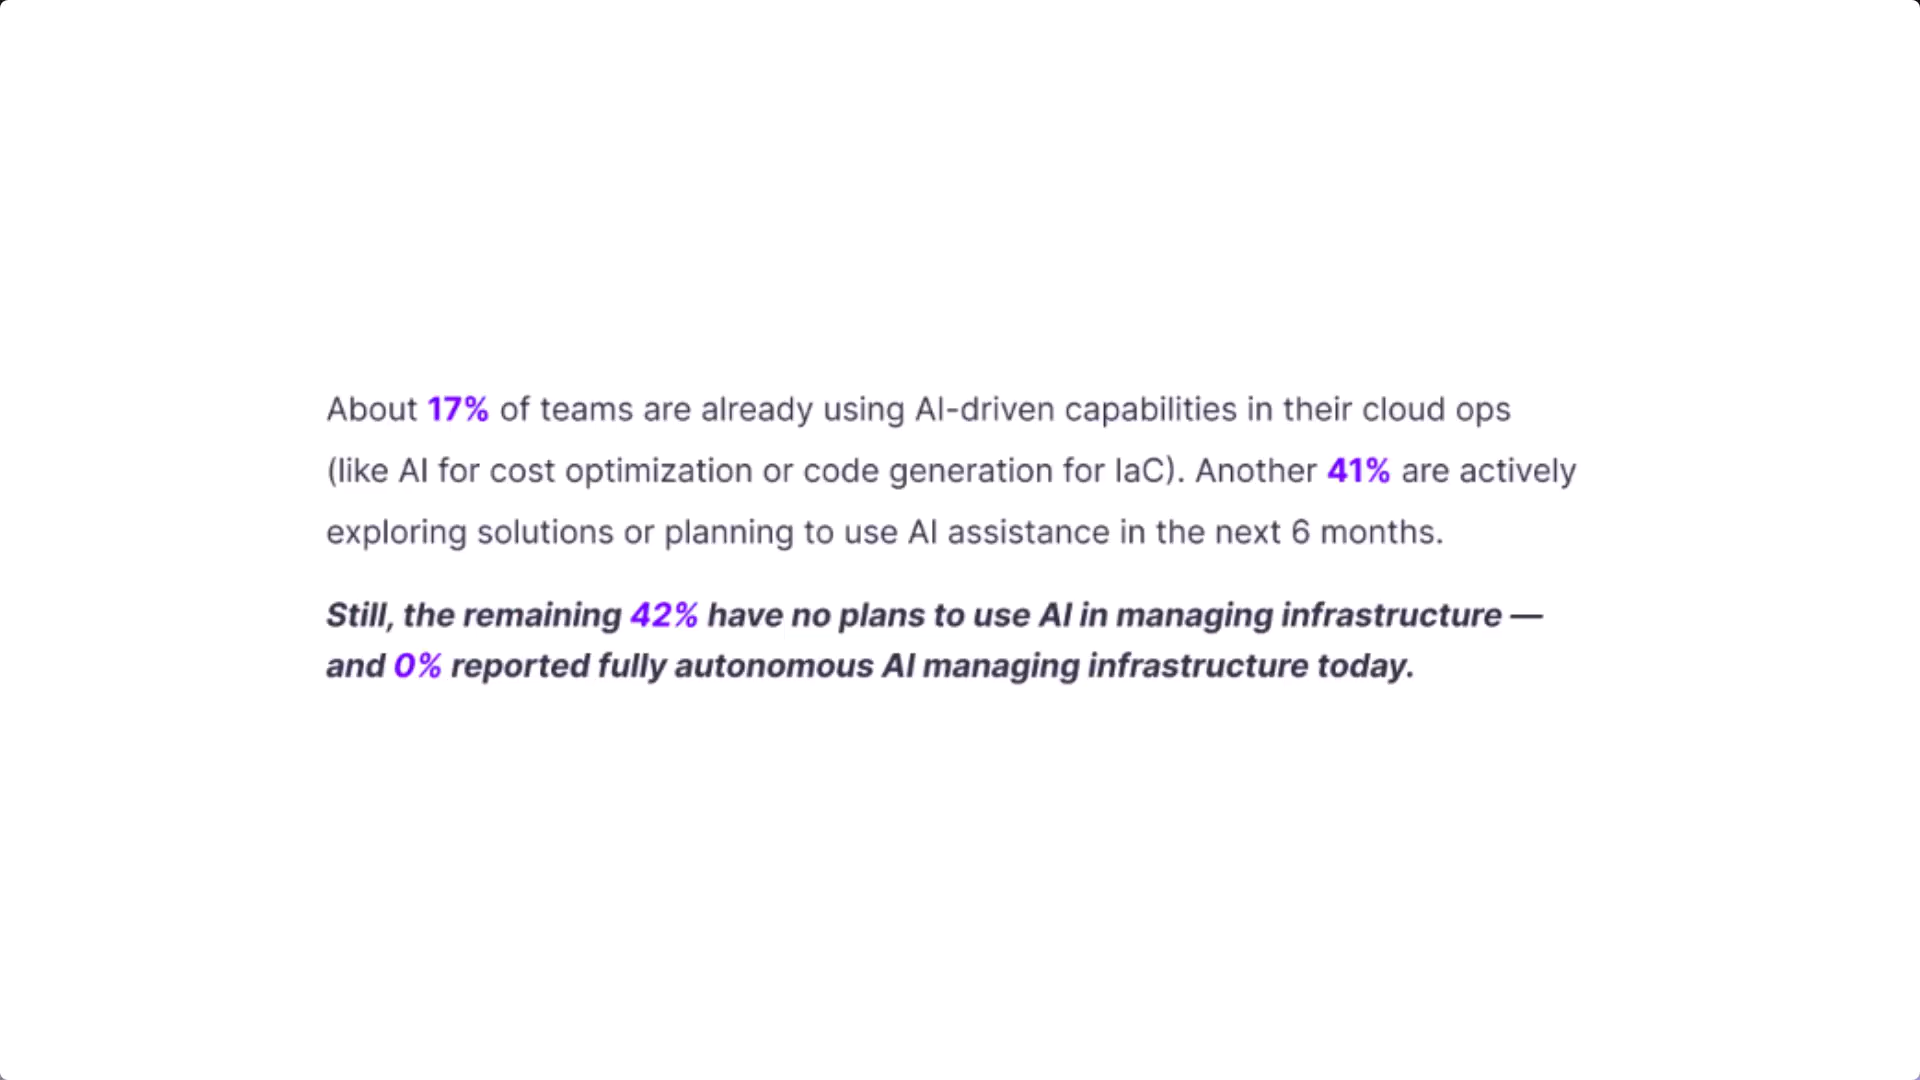 About 17% of teams are already using AI-driven capabilities in their cloud ops
(like AI for cost optimization or code generation for IaC). Another 41% are actively
exploring solutions or planning to use AI assistance in the next 6 months.
Still, the remaining 42% have no plans to use AI in managing infrastructure —
and 0% reported fully autonomous AI managing infrastructure today.